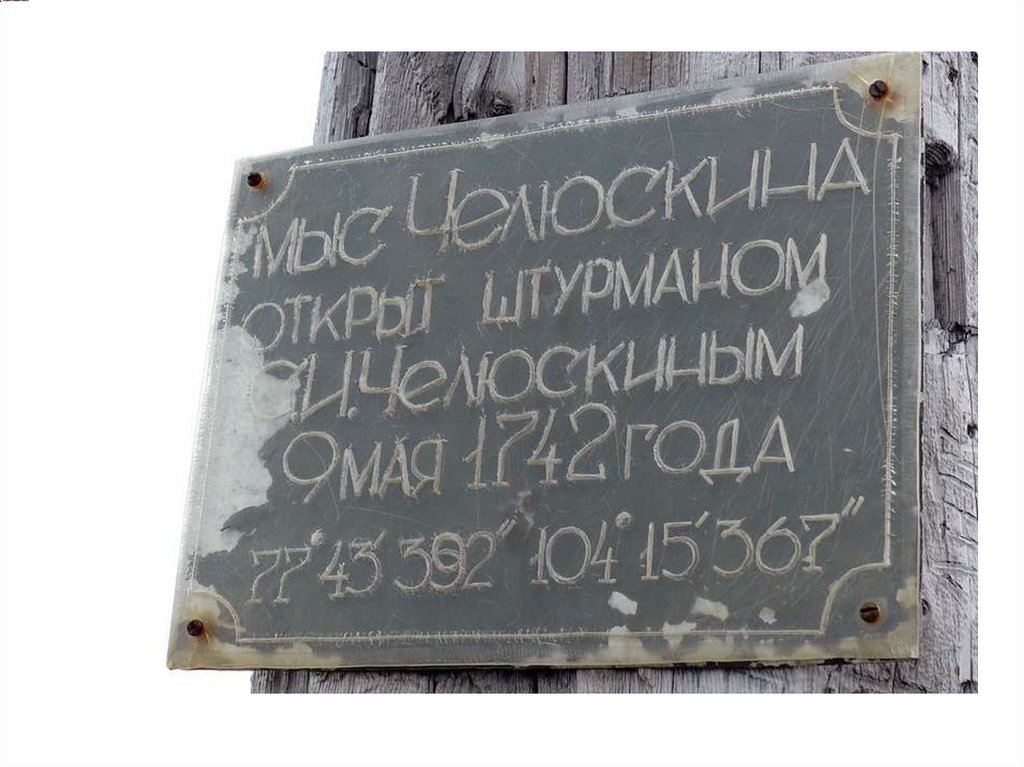 Мыс Челюскина
открыт штурманом
С.И. Челюскиным
9 мая 1742 года
77° 43′ 392″ 104° 15′ 367″